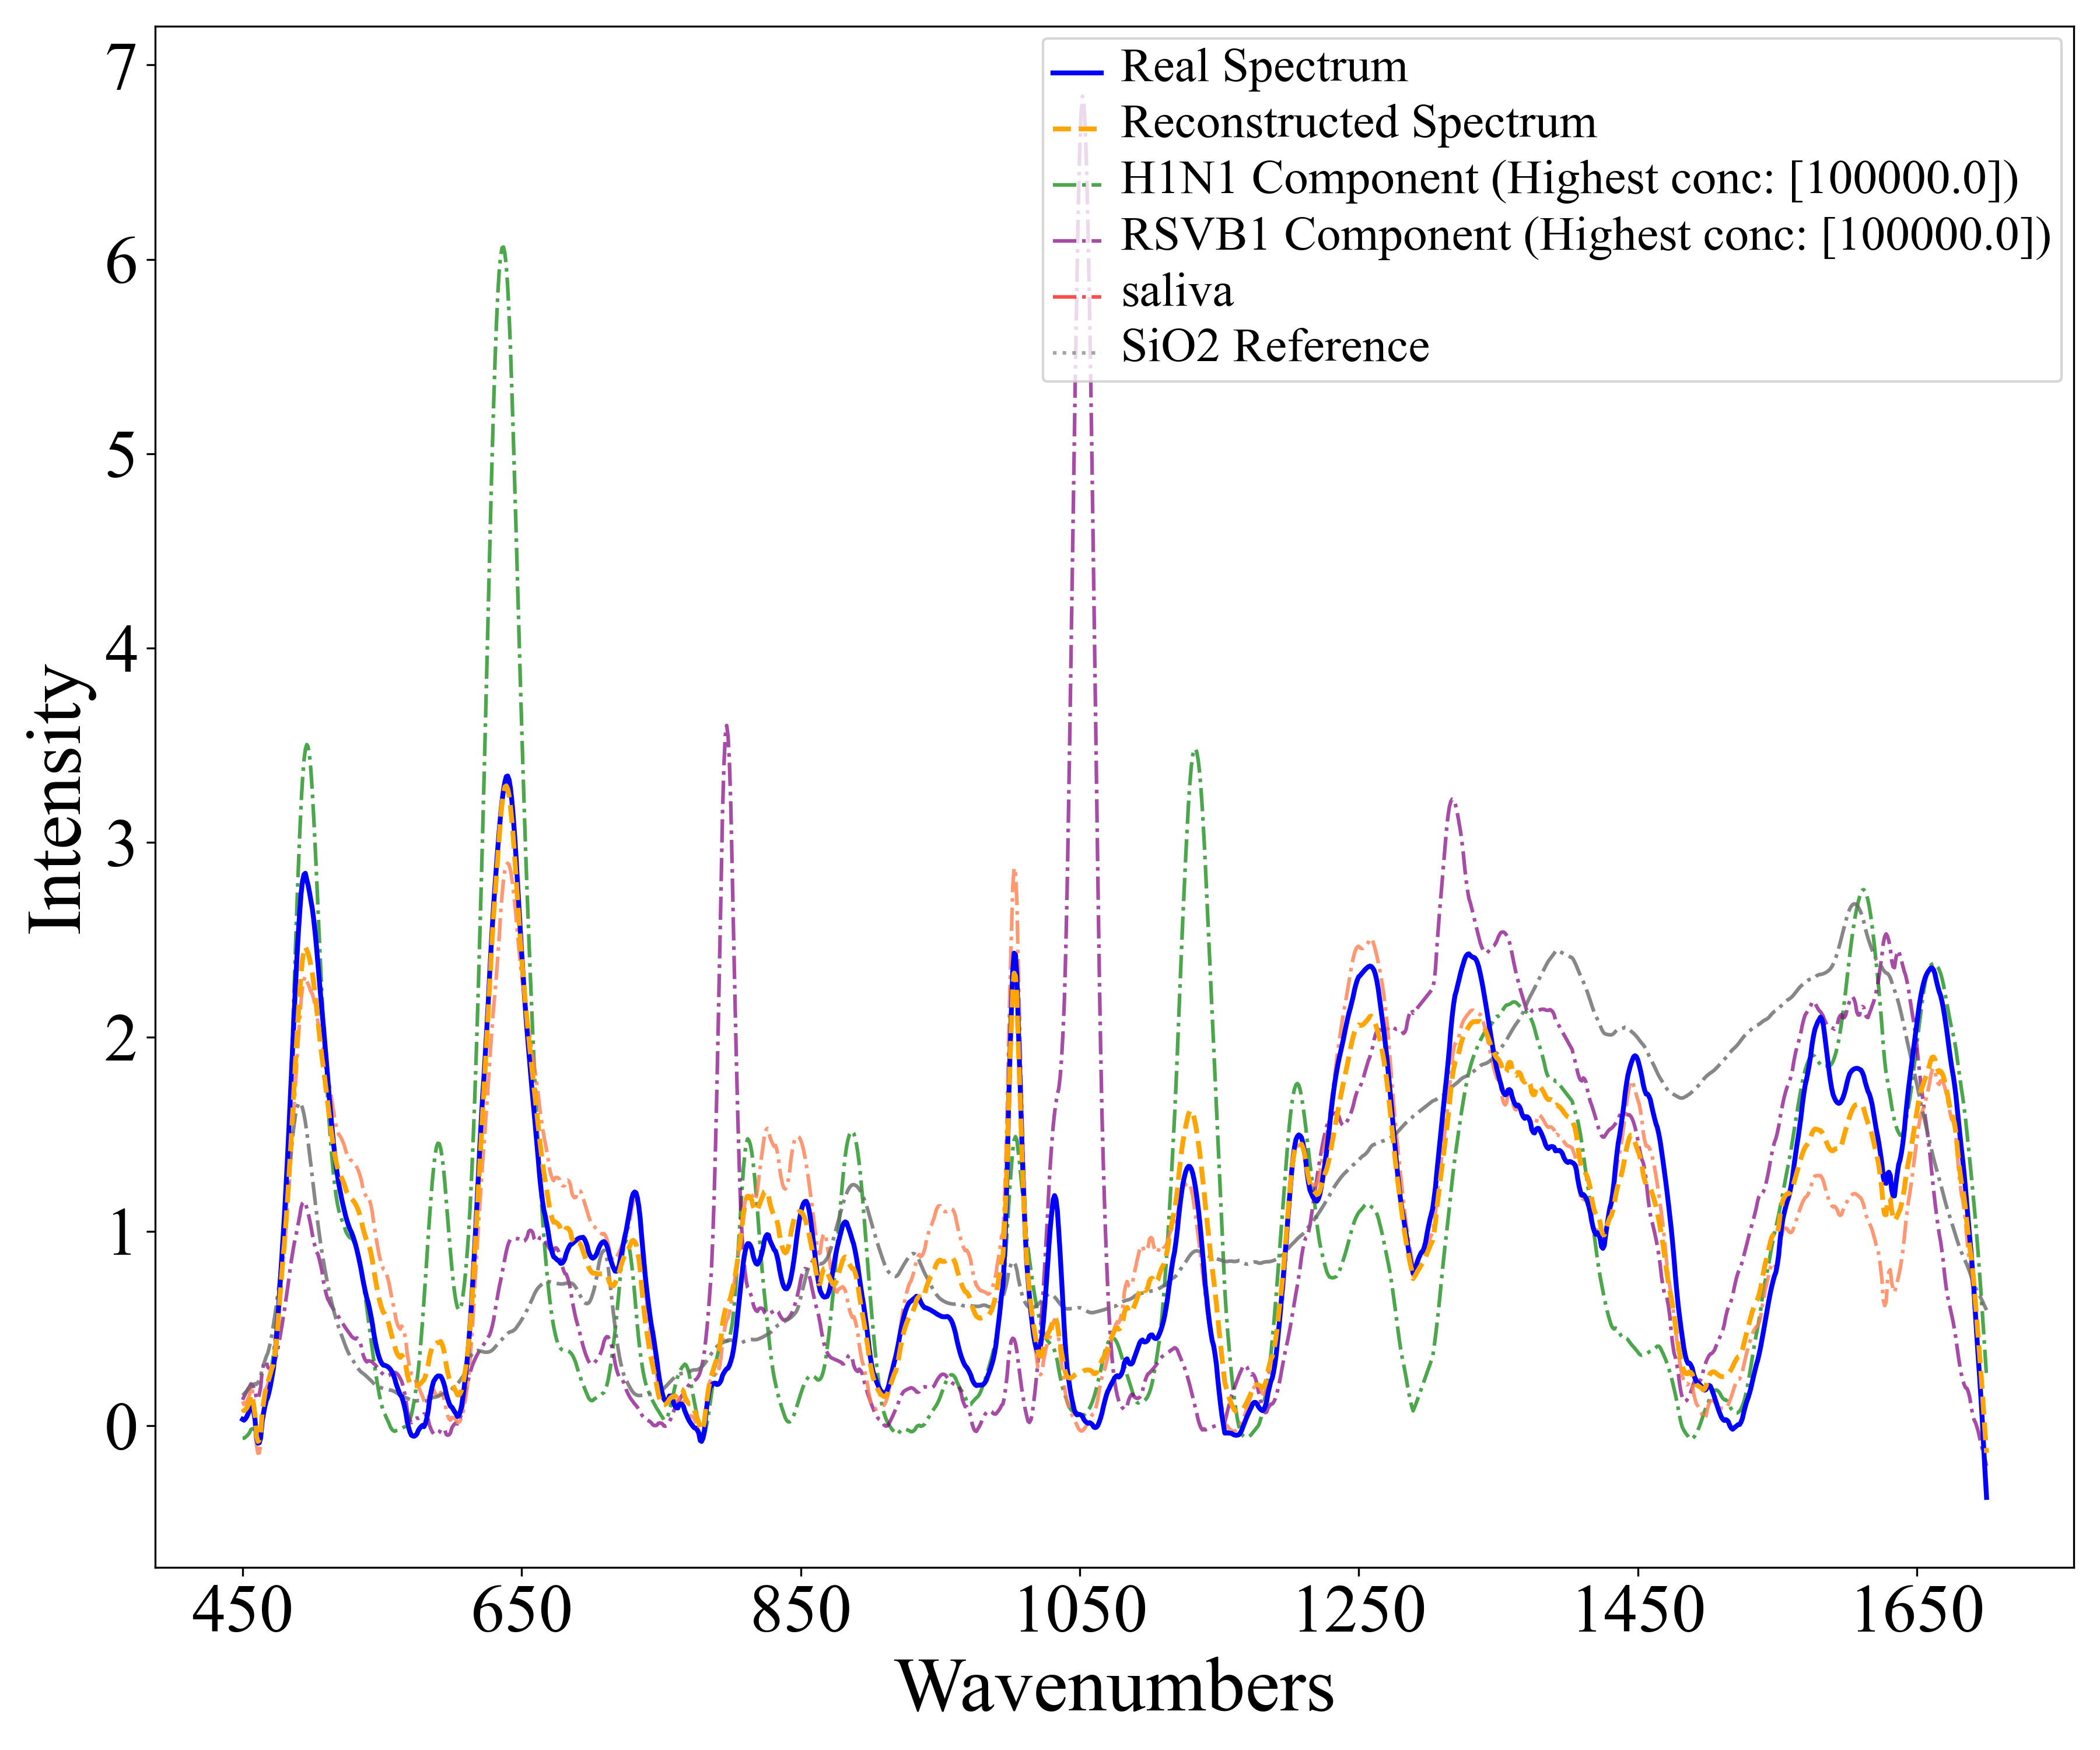 Intensity
7
6
5
4
3
2
1
0
Real Spectrum
Reconstructed Spectrum
H1N1 Component (Highest conc: [100000.0])
RSVB1 Component (Highest conc: [100000.0])
saliva
SiO2 Reference
450 650 850 1050 1250 1450 1650
Wavenumbers